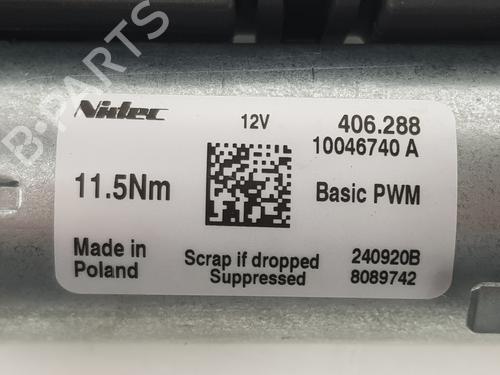 Nidec
12V
406.288
10046740 A
11.5Nm
Basic PWM
Made in
Poland
Scrap if dropped
Suppressed
240920B
8089742
B-PARTS